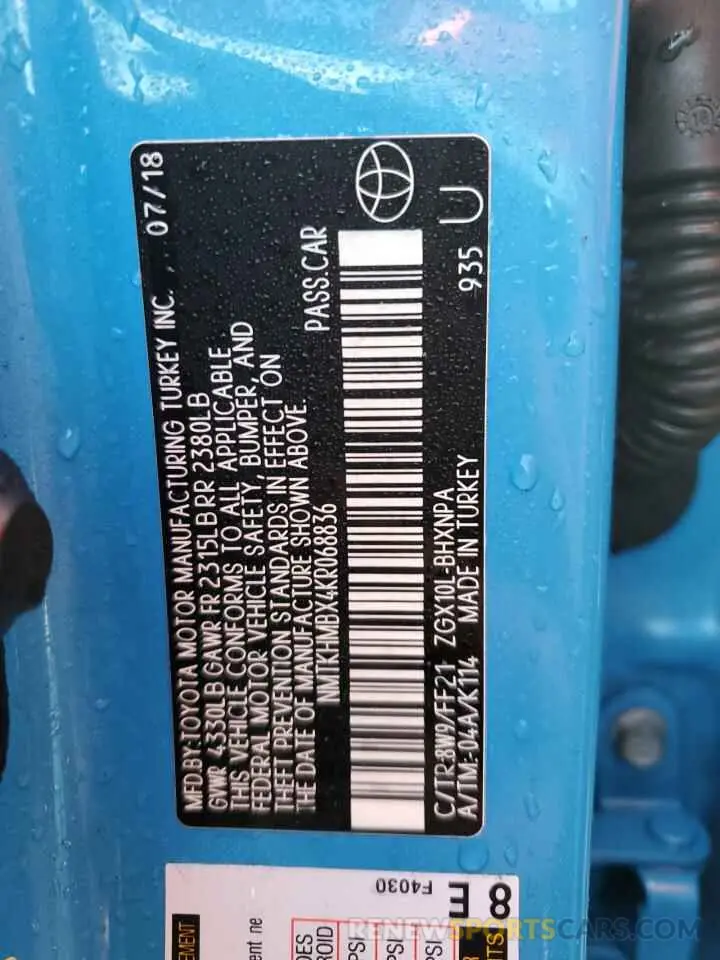 MFD.BY:TOYOTA MOTOR MANUFACTURING TURKEY INC. 07/18
GVWR 4330LB GAWR FR 2315LB RR 2380LB
THIS VEHICLE CONFORMS TO ALL APPLICABLE
FEDERAL MOTOR VEHICLE SAFETY, BUMPER, AND
THEFT PREVENTION STANDARDS IN EFFECT ON
THE DATE OF MANUFACTURE SHOWN ABOVE.
NMTKHMBX4KR068836 PASS.CAR
C/TR:8W9/FF21 ZGX10L-BHXNPA 935
A/TM:-04A/K114 MADE IN TURKEY U
F4030
PSI
PSI
PSI
RENEWSPORTSCARS.COM